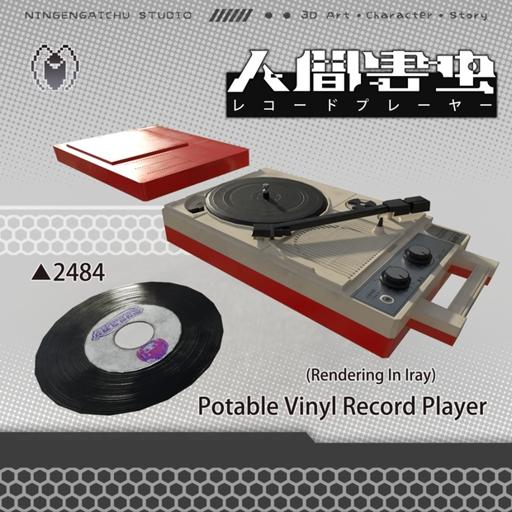 NINGENGAITCHU STUDIO
3D Art • Character • Story
人間害虫
レコードプレーヤー
▲2484
(Rendering In Iray)
Potable Vinyl Record Player